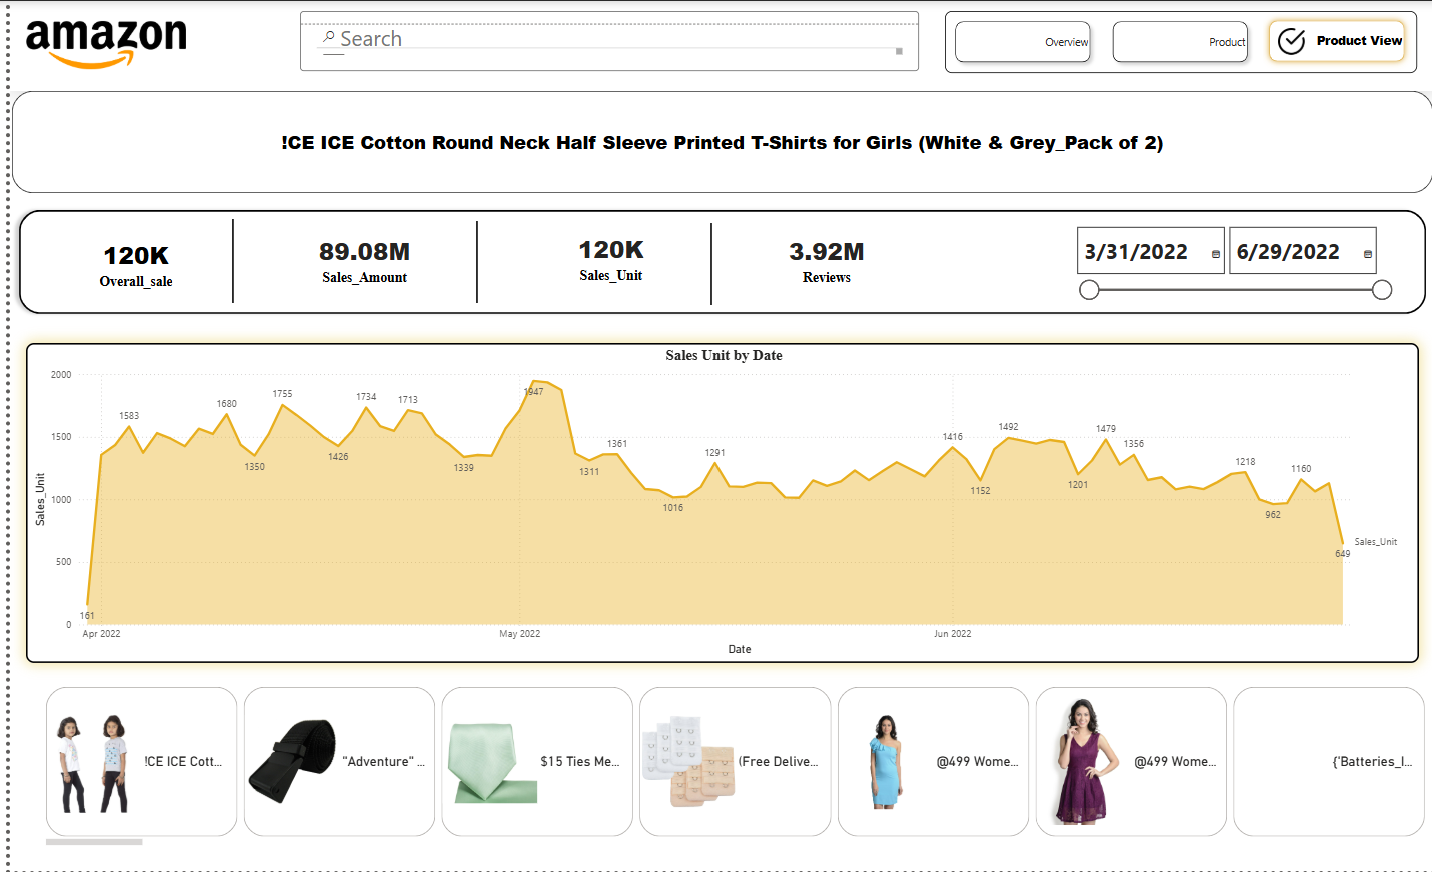 amazon
Search
Overview
Product
Product View
!CE ICE Cotton Round Neck Half Sleeve Printed T-Shirts for Girls (White & Grey_Pack of 2)
120K
Overall_sale
89.08M
Sales_Amount
120K
Sales_Unit
3.92M
Reviews
3/31/2022
6/29/2022
Sales Unit by Date
Sales_Unit
2000
1500
1000
500
0
161
1583
1680
1350
1755
1426
1734
1713
1339
1947
1311
1361
1016
1291
1416
1152
1492
1201
1479
1356
1218
962
1160
649
Sales_Unit
Apr 2022
May 2022
Jun 2022
Date
!CE ICE Cott...
"Adventure" ...
$15 Ties Me...
(Free Delive...
@499 Wome...
@499 Wome...
{'Batteries_I...